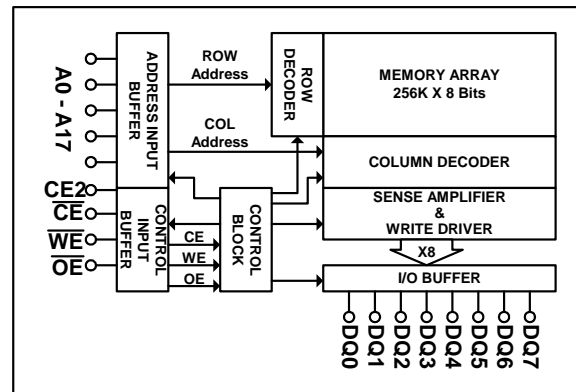 A0 - A17
ADDRESS INPUT
BUFFER
ROW
Address
COL
Address
ROW
DECODER
MEMORY ARRAY
256K X 8 Bits
COLUMN DECODER
SENSE AMPLIFIER
&
WRITE DRIVER
X8
I/O BUFFER
CE2
CE
WE
OE
CONTROL
INPUT
BUFFER
CE
WE
OE
CONTROL
BLOCK
DQ0
DQ1
DQ2
DQ3
DQ4
DQ5
DQ6
DQ7